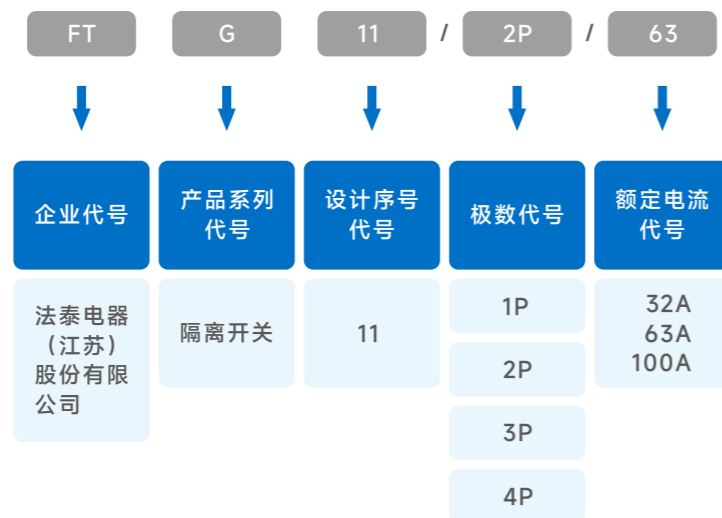 FT G 11 / 2P / 63
企业代号
产品系列
代号
设计序号
代号
极数代号
额定电流
代号
法泰电器
（江苏）
股份有限
公司
隔离开关
11
1P
2P
3P
4P
32A
63A
100A